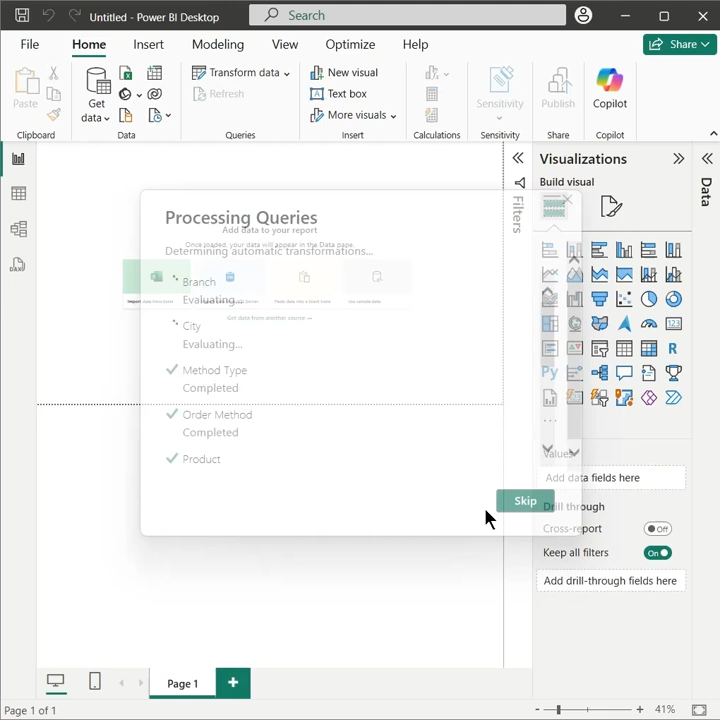 Untitled - Power BI Desktop
Search
File
Home
Insert
Modeling
View
Optimize
Help
Share
Paste
Get
data
Transform data
Refresh
New visual
Text box
More visuals
Sensitivity
Publish
Copilot
Clipboard
Data
Queries
Insert
Calculations
Sensitivity
Share
Copilot
Visualizations
Build visual
Filters
Data
Processing Queries
Add data to your report
Once loaded, your data will appear in the Data pane.
Determining automatic transformations...
Branch
Evaluating...
Get data from another source
City
Evaluating...
Method Type
Completed
Order Method
Completed
Product
Skip
R
Py
123
...
Values
Add data fields here
Drill through
Cross-report
Off
Keep all filters
On
Add drill-through fields here
Page 1
Page 1 of 1
- + 41%